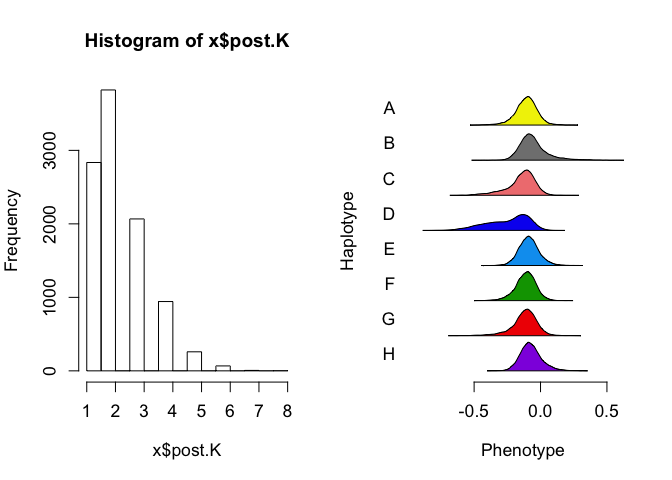 Histogram of x$post.K
Frequency
0 1000 2000 3000
1 2 3 4 5 6 7 8
x$post.K
Haplotype
A
B
C
D
E
F
G
H
-0.5 0.0 0.5
Phenotype